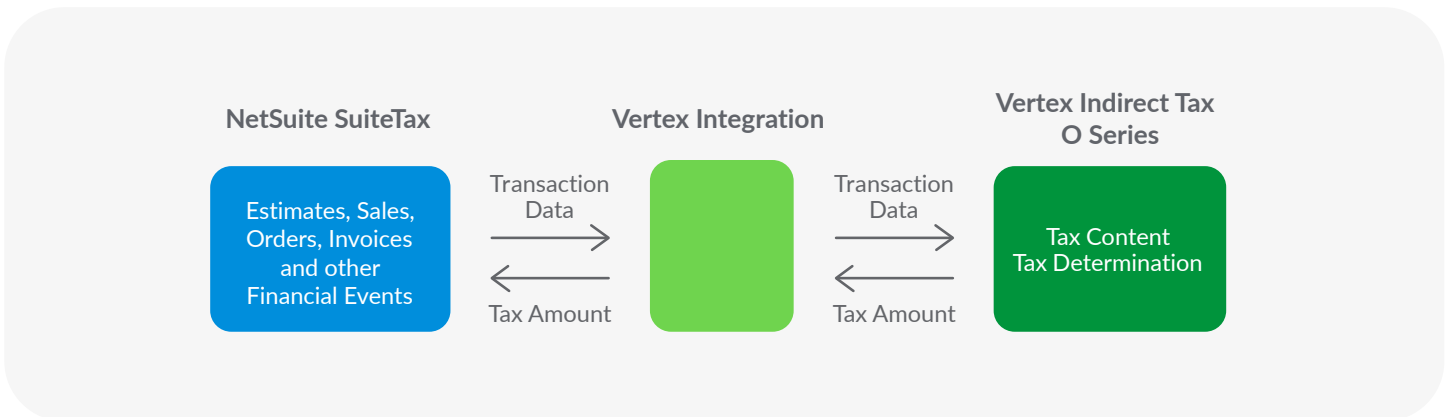 NetSuite SuiteTax
Estimates, Sales,
Orders, Invoices
and other
Financial Events
Transaction
Data
Tax Amount
Vertex Integration
Transaction
Data
Tax Amount
Vertex Indirect Tax
O Series
Tax Content
Tax Determination